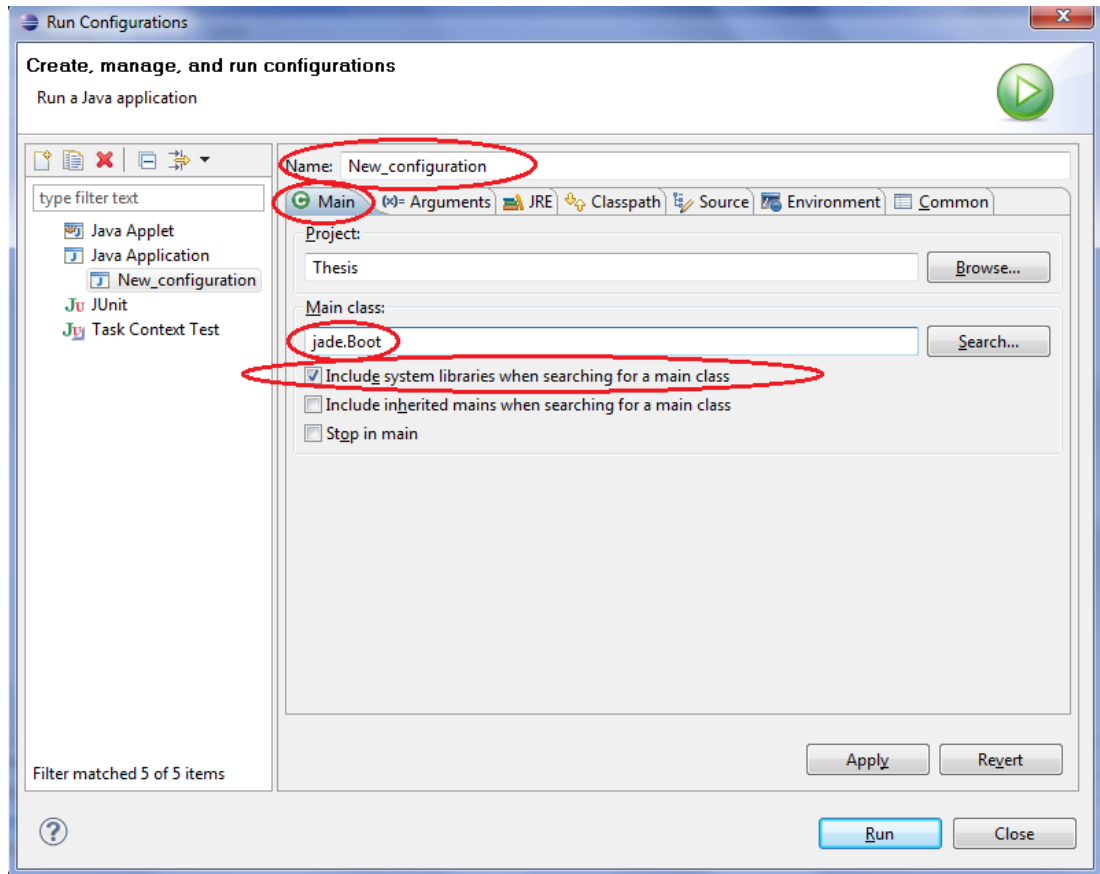 Run Configurations
X
Create, manage, and run configurations
Run a Java application
type filter text
Java Applet
Java Application
New_configuration
JUnit
Task Context Test
Filter matched 5 of 5 items
Name: New_configuration
Main (x)= Arguments JRE Classpath Source Environment Common
Project:
Thesis Browse...
Main class:
jade.Boot Search...
Include system libraries when searching for a main class
Include inherited mains when searching for a main class
Stop in main
Apply Revert
? Run Close